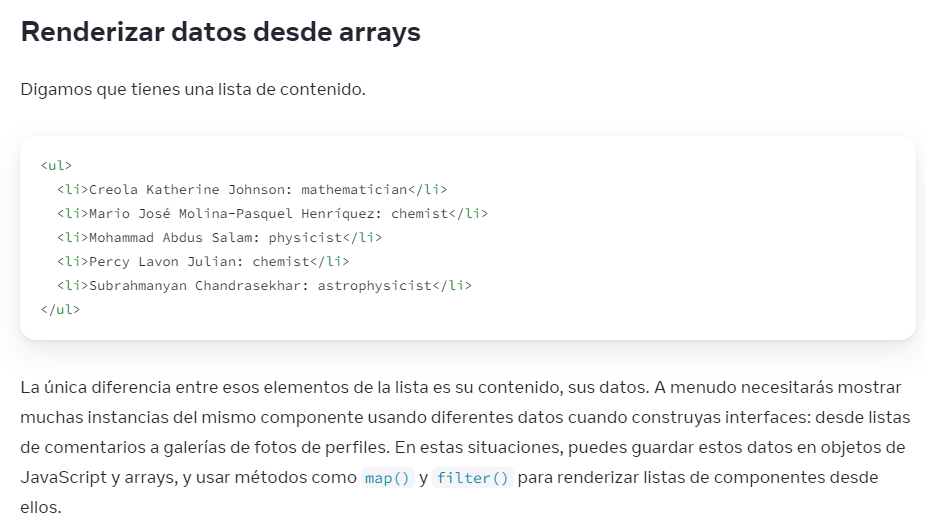 Renderizar datos desde arrays
Digamos que tienes una lista de contenido.
<ul>
  <li>Creola Katherine Johnson: mathematician</li>
  <li>Mario José Molina-Pasquel Henríquez: chemist</li>
  <li>Mohammad Abdus Salam: physicist</li>
  <li>Percy Lavon Julian: chemist</li>
  <li>Subrahmanyan Chandrasekhar: astrophysicist</li>
</ul>
La única diferencia entre esos elementos de la lista es su contenido, sus datos. A menudo necesitarás mostrar
muchas instancias del mismo componente usando diferentes datos cuando construyas interfaces: desde listas
de comentarios a galerías de fotos de perfiles. En estas situaciones, puedes guardar estos datos en objetos de
JavaScript y arrays, y usar métodos como map() y filter() para renderizar listas de componentes desde
ellos.